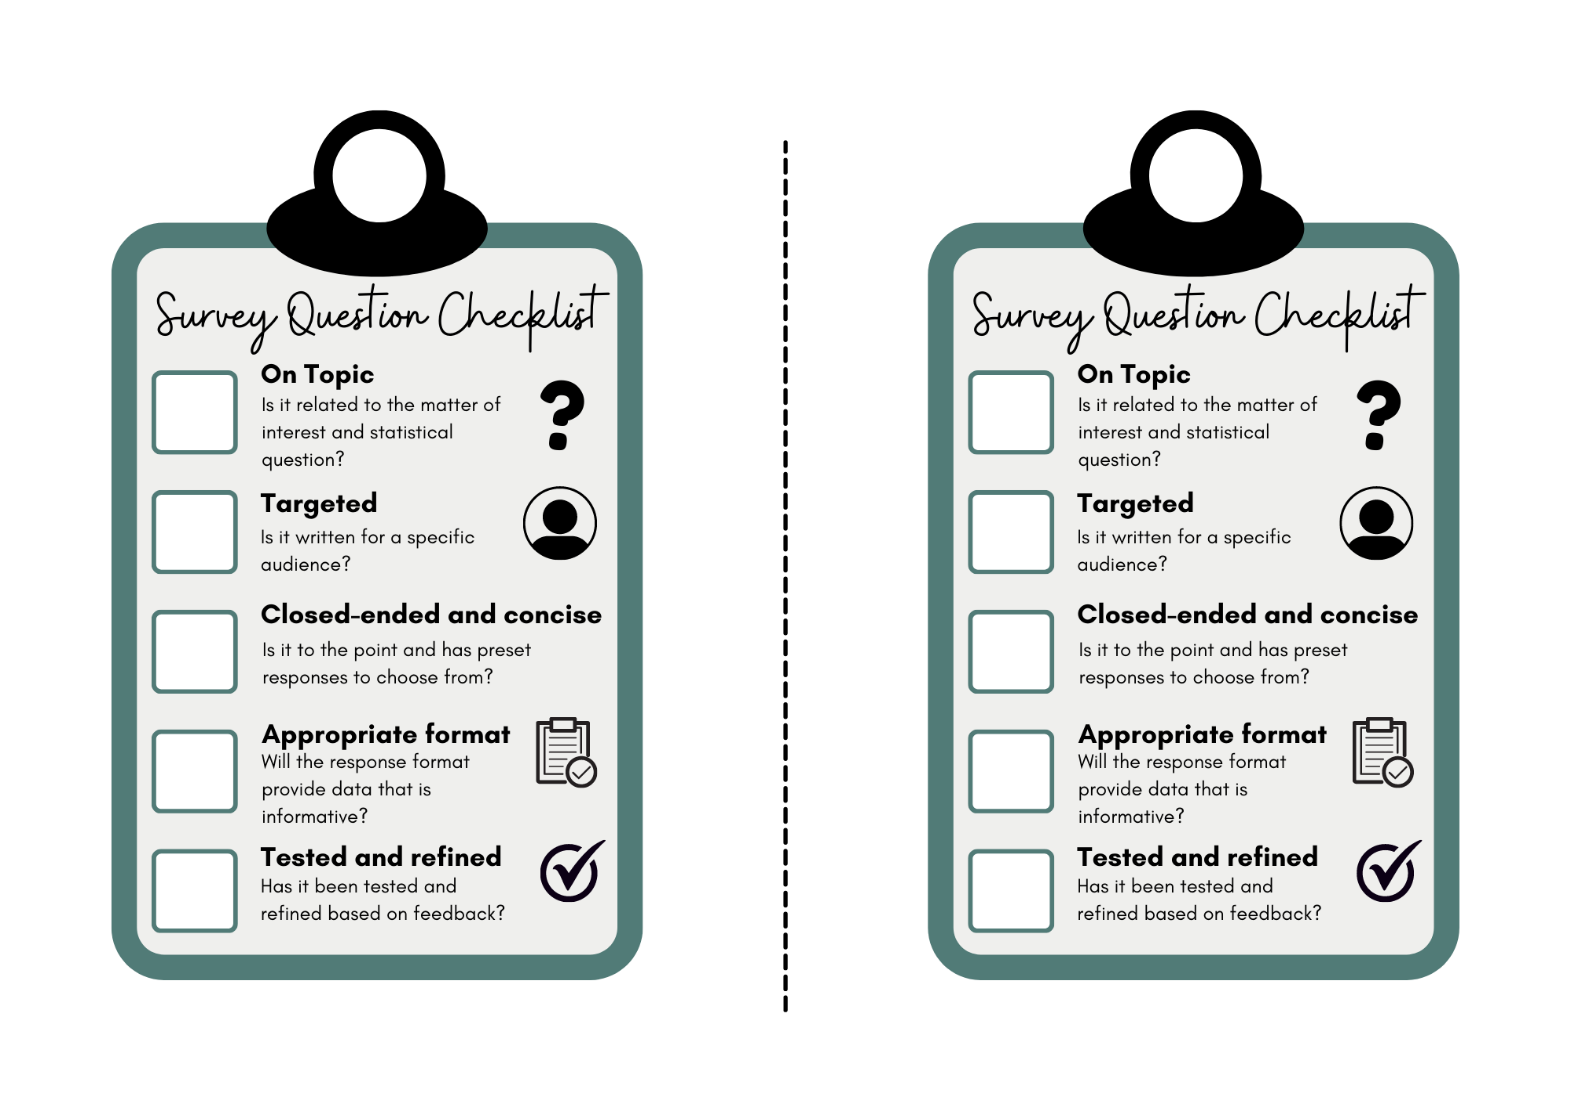 Survey Question Checklist
On Topic
Is it related to the matter of
interest and statistical
question?
Targeted
Is it written for a specific
audience?
Closed-ended and concise
Is it to the point and has preset
responses to choose from?
Appropriate format
Will the response format
provide data that is
informative?
Tested and refined
Has it been tested and
refined based on feedback?
Survey Question Checklist
On Topic
Is it related to the matter of
interest and statistical
question?
Targeted
Is it written for a specific
audience?
Closed-ended and concise
Is it to the point and has preset
responses to choose from?
Appropriate format
Will the response format
provide data that is
informative?
Tested and refined
Has it been tested and
refined based on feedback?